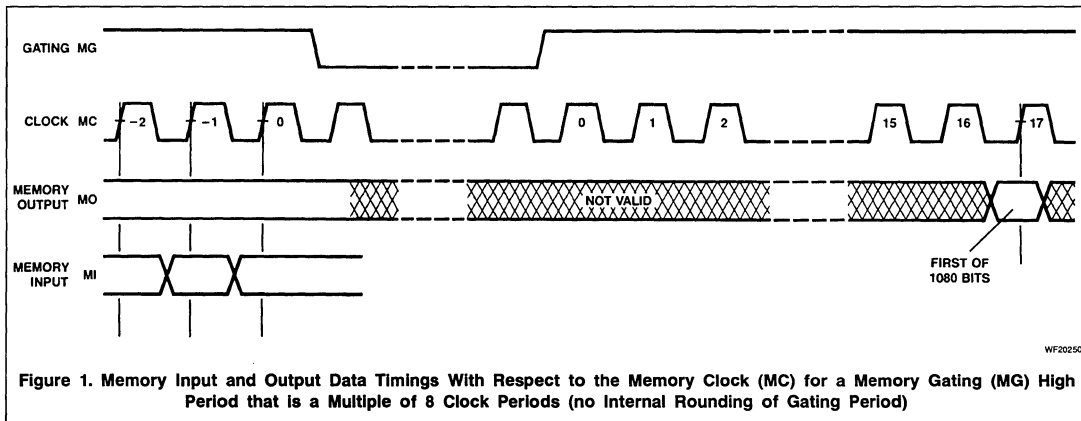 GATING MG
CLOCK MC
-2 -1 0 0 1 2 15 16 17
MEMORY
OUTPUT MO
NOT VALID
MEMORY
INPUT MI
FIRST OF
1080 BITS
WF20250
Figure 1. Memory Input and Output Data Timings With Respect to the Memory Clock (MC) for a Memory Gating (MG) High
Period that is a Multiple of 8 Clock Periods (no Internal Rounding of Gating Period)